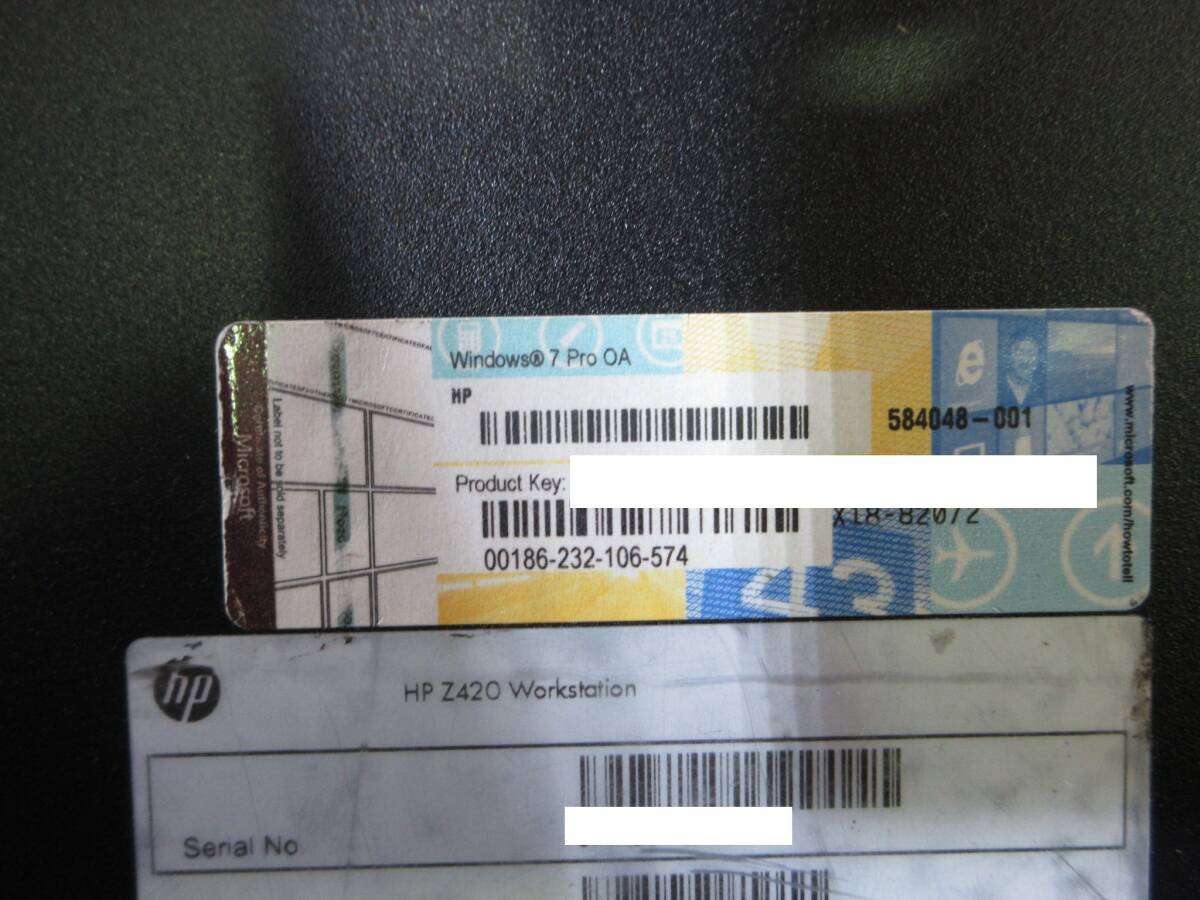 Windows® 7 Pro OA
HP
584048-001
Product Key:
X18-82072
00186-232-106-574
Microsoft
Certificate of Authenticity
Label not to be sold separately
www.microsoft.com/howtotell
hp
HP Z420 Workstation
Serial No